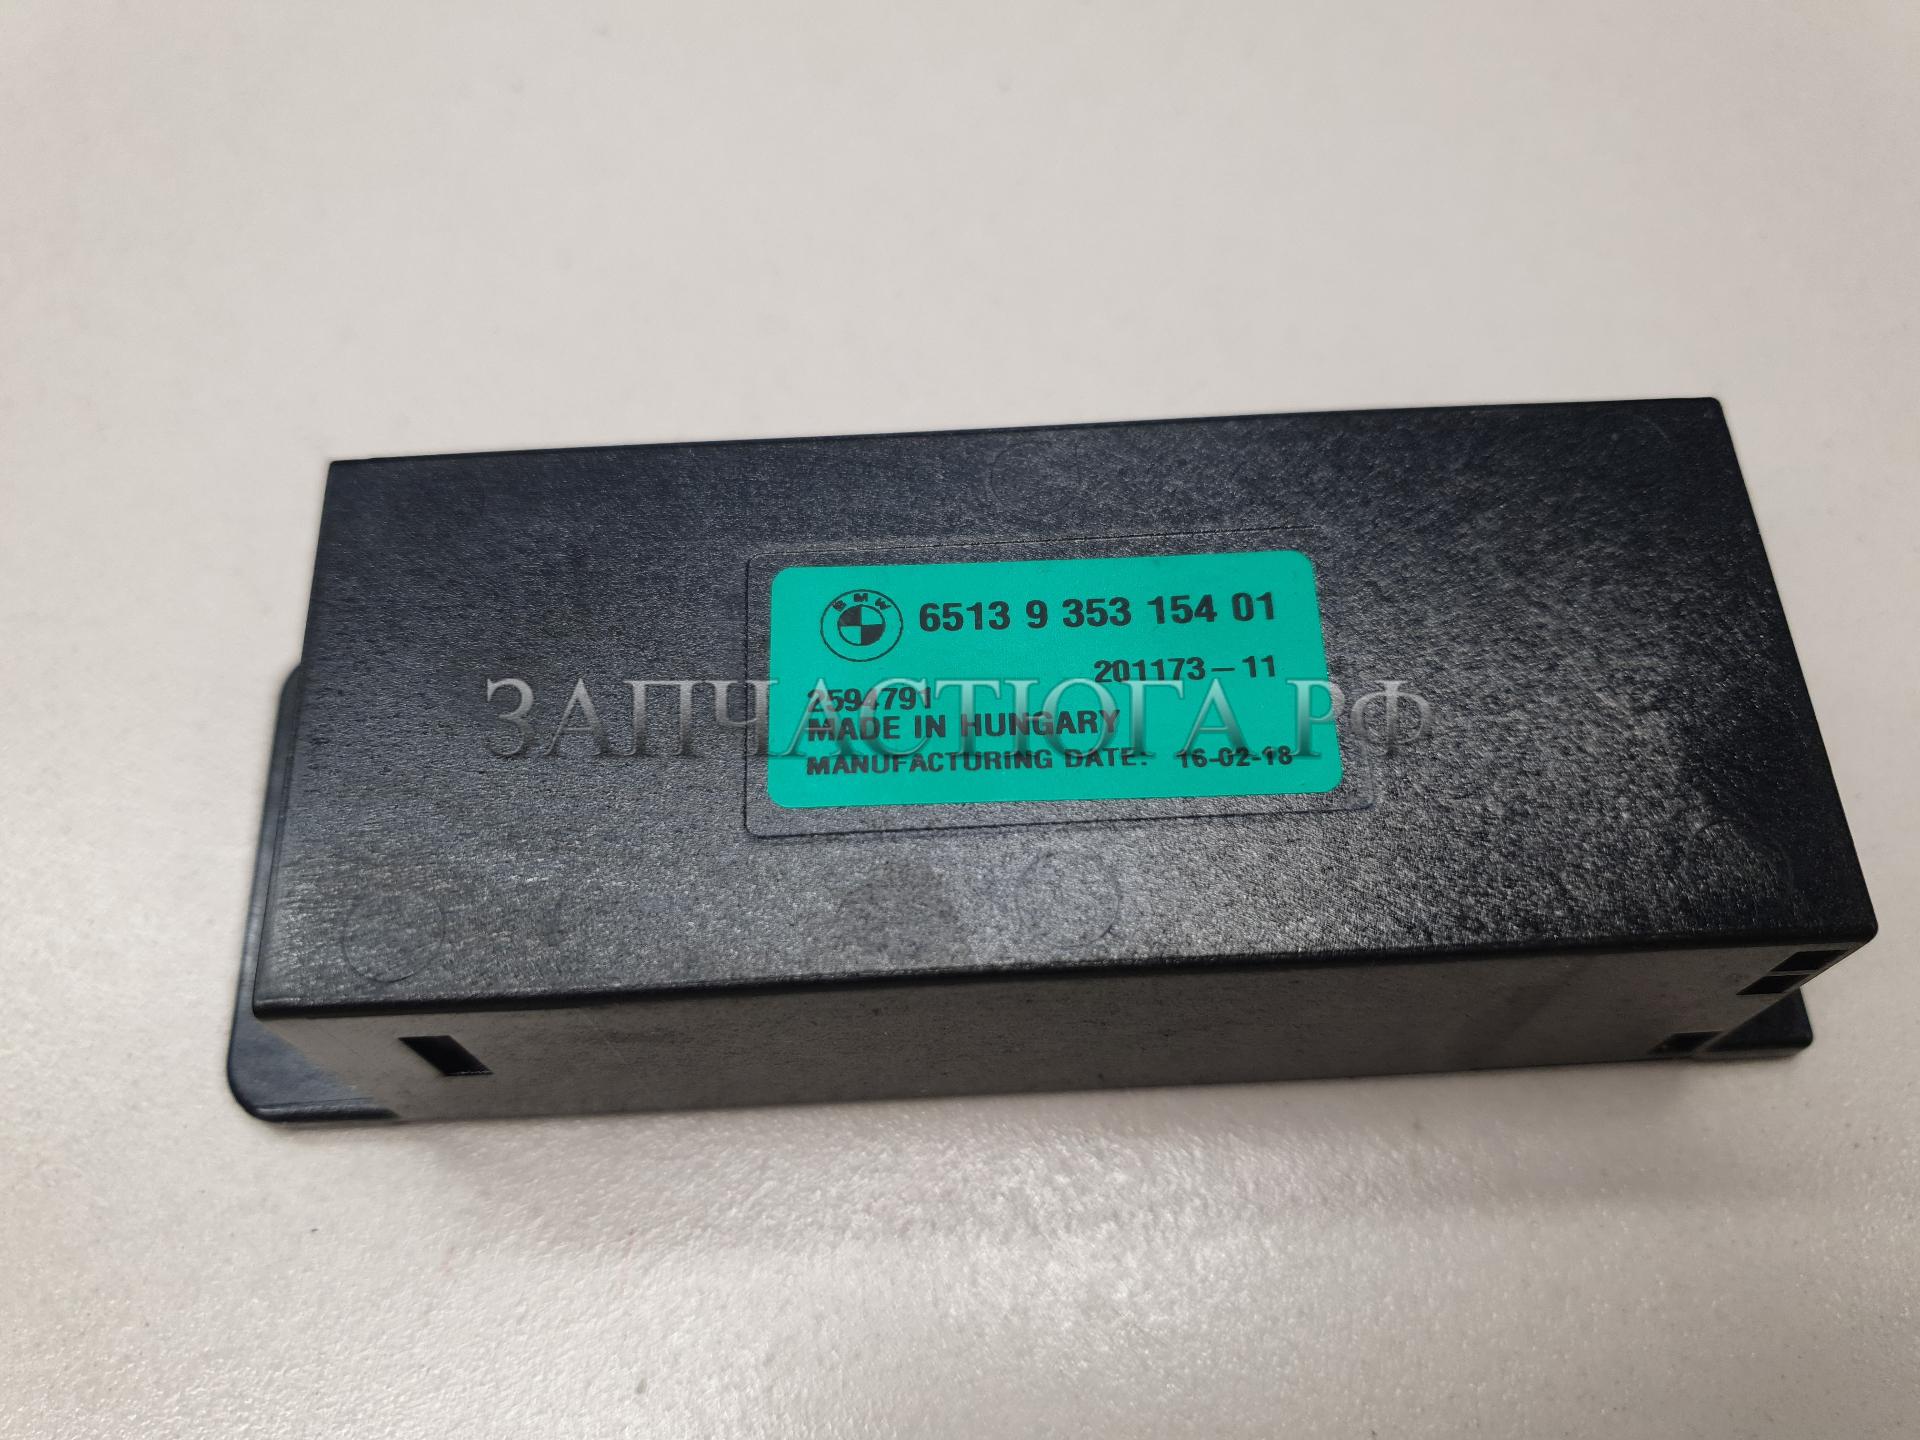 BMW
6513 9 353 154 01
201173-11
2594791
MADE IN HUNGARY
MANUFACTURING DATE: 16-02-18
ЗАПЧАСТЮГА.РФ